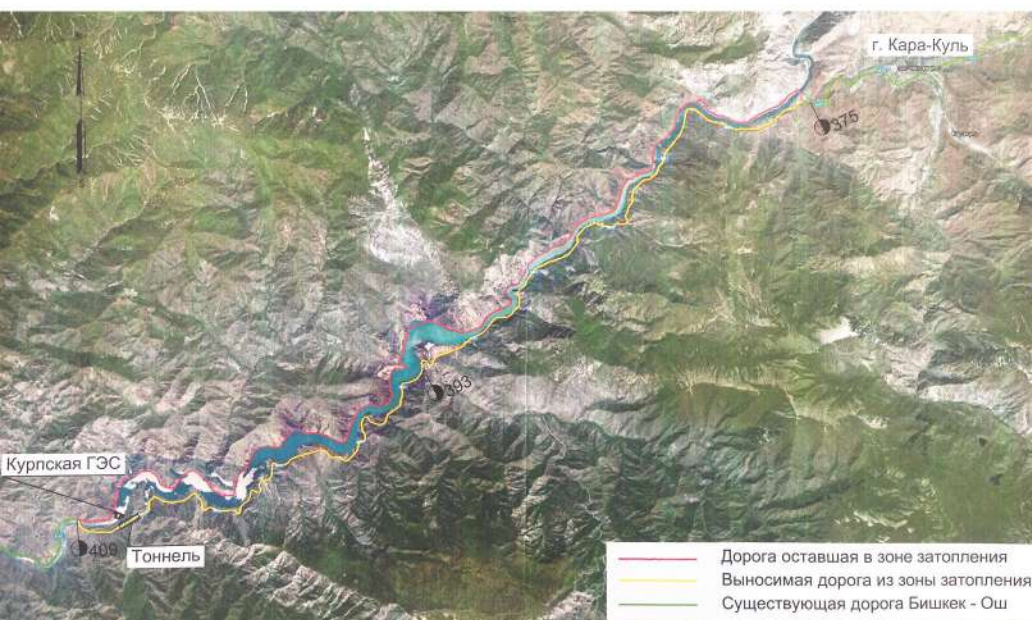 г. Кара-Куль
375
393
Курпская ГЭС
409
Тоннель
Дорога оставшая в зоне затопления
Выносимая дорога из зоны затопления
Существующая дорога Бишкек - Ош